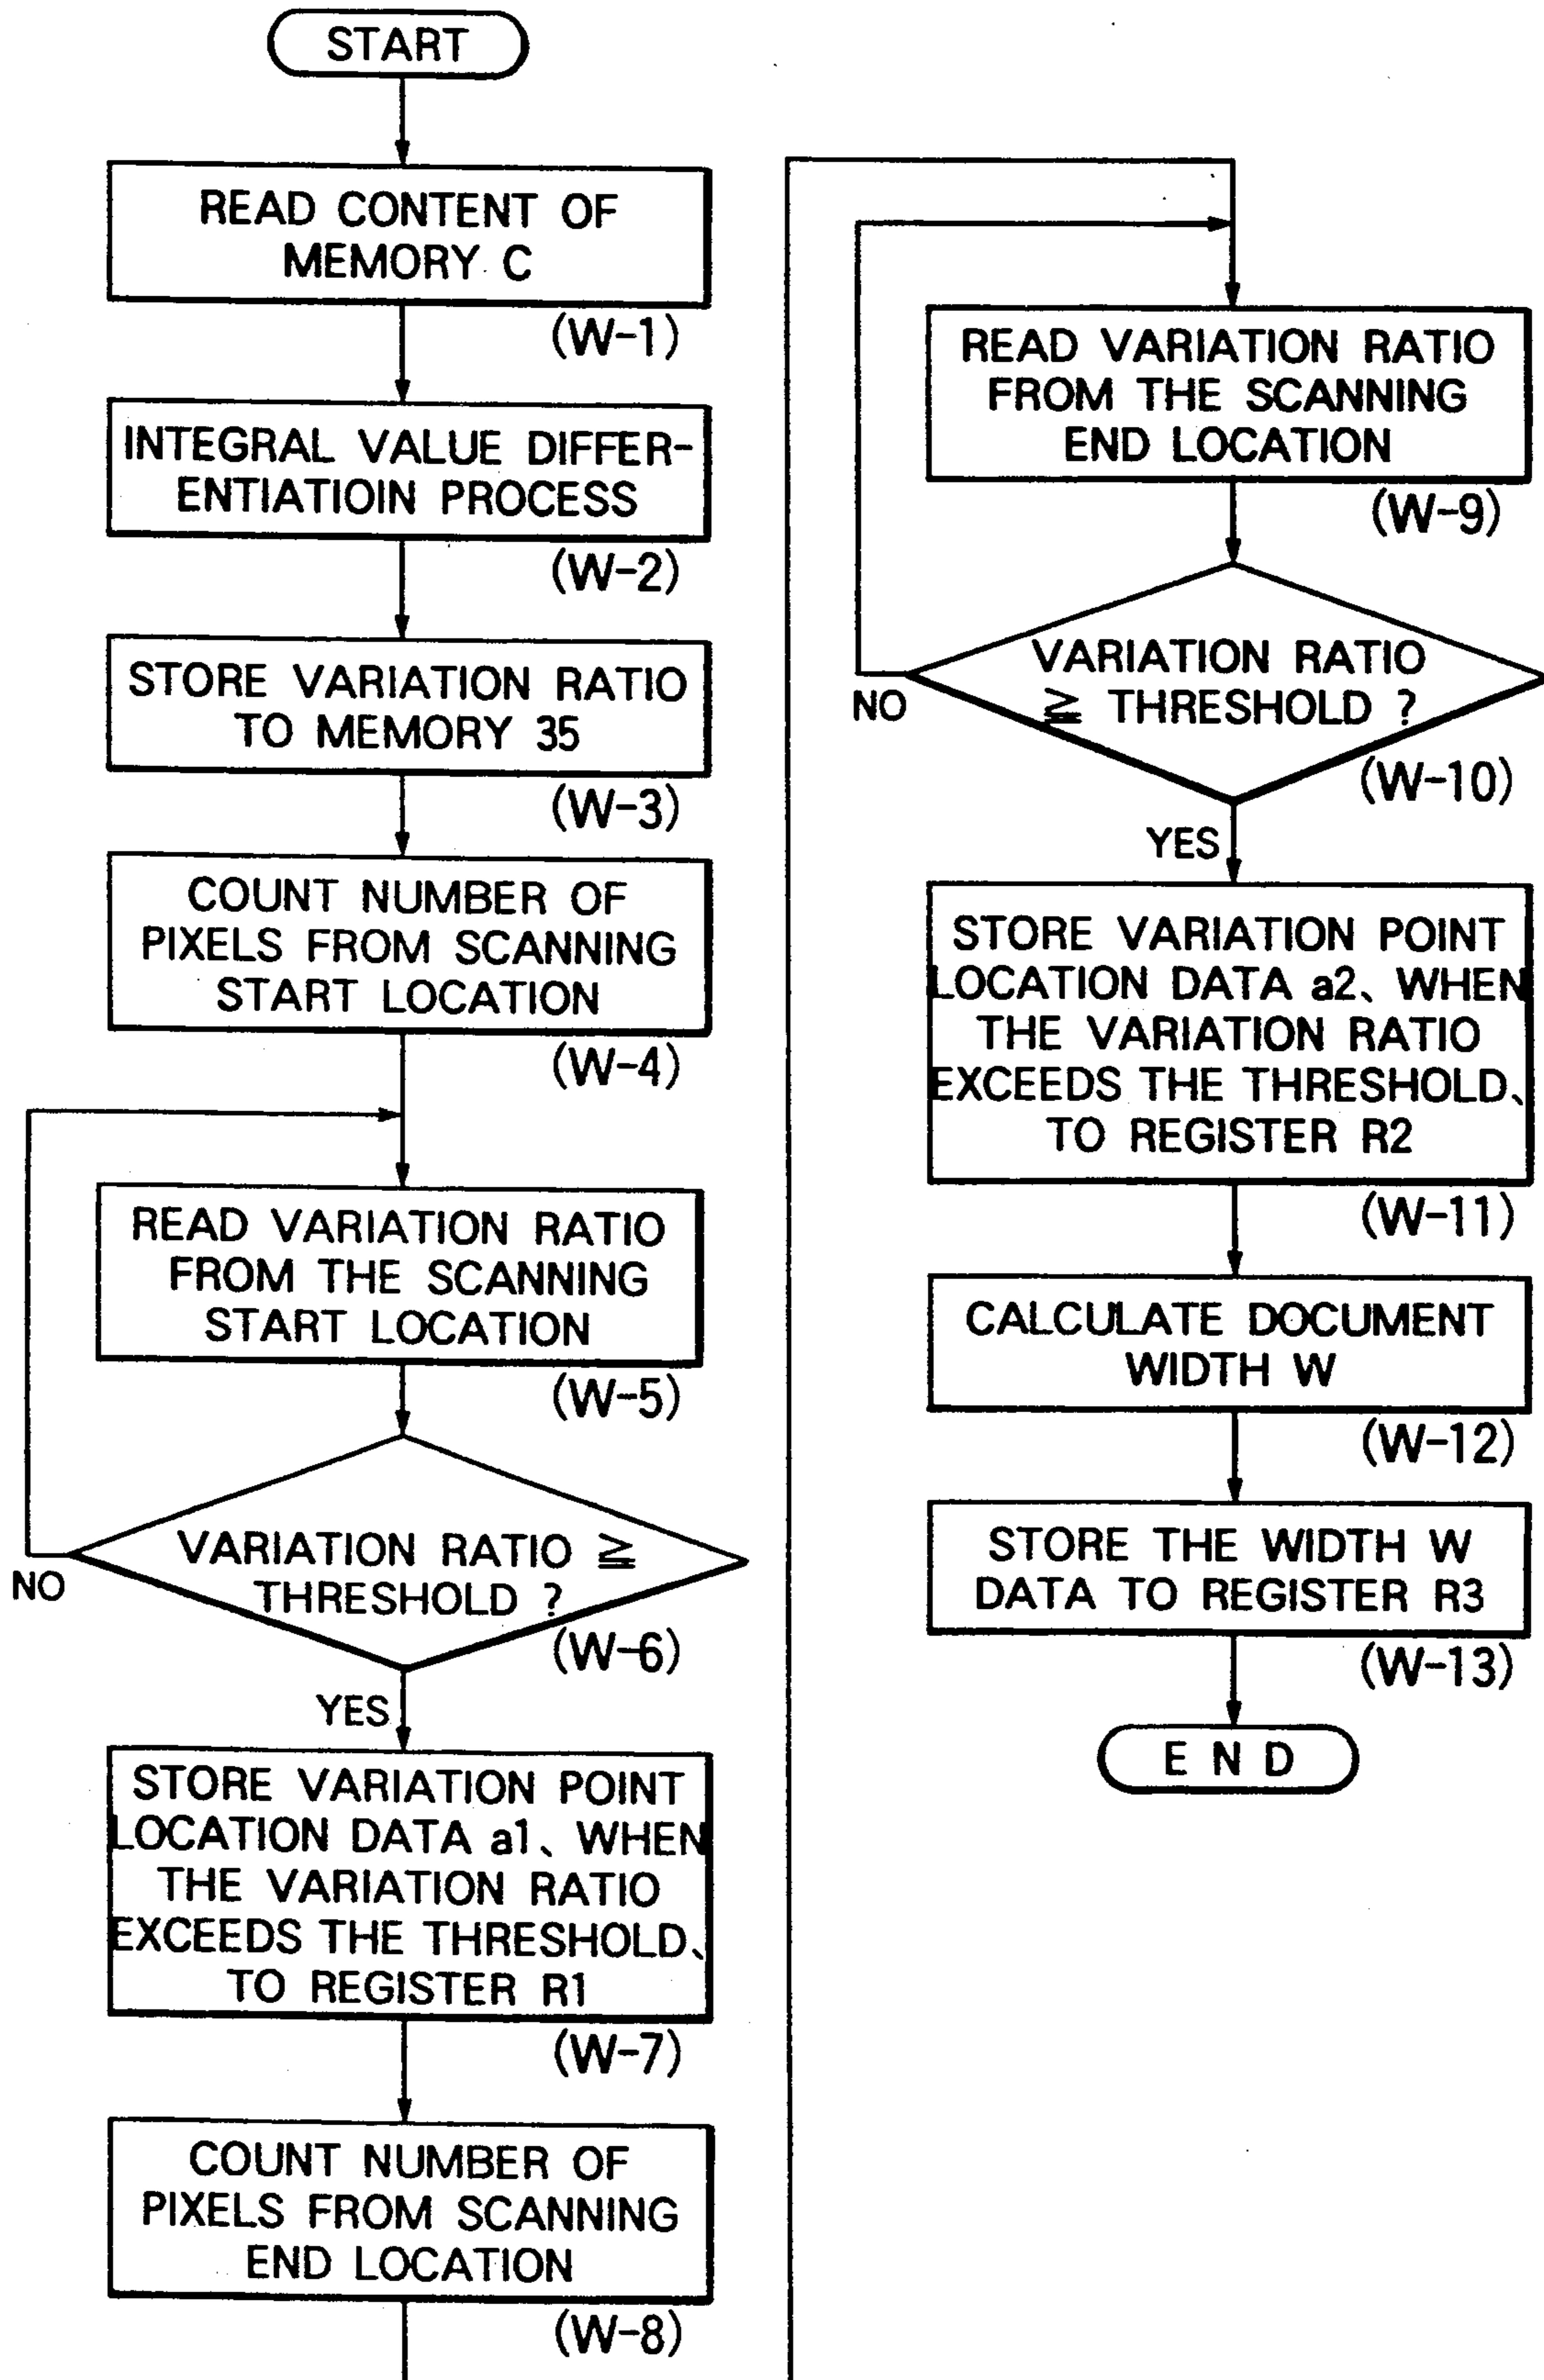 START
READ CONTENT OF
MEMORY C
(W-1)
INTEGRAL VALUE DIFFER-
ENTIATIOIN PROCESS
(W-2)
STORE VARIATION RATIO
TO MEMORY 35
(W-3)
COUNT NUMBER OF
PIXELS FROM SCANNING
START LOCATION
(W-4)
READ VARIATION RATIO
FROM THE SCANNING
START LOCATION
(W-5)
VARIATION RATIO ≧
THRESHOLD ?
NO
(W-6)
YES
STORE VARIATION POINT
LOCATION DATA a1、WHEN
THE VARIATION RATIO
EXCEEDS THE THRESHOLD、
TO REGISTER R1
(W-7)
COUNT NUMBER OF
PIXELS FROM SCANNING
END LOCATION
(W-8)
READ VARIATION RATIO
FROM THE SCANNING
END LOCATION
(W-9)
VARIATION RATIO
≧ THRESHOLD ?
NO
(W-10)
YES
STORE VARIATION POINT
LOCATION DATA a2、WHEN
THE VARIATION RATIO
EXCEEDS THE THRESHOLD、
TO REGISTER R2
(W-11)
CALCULATE DOCUMENT
WIDTH W
(W-12)
STORE THE WIDTH W
DATA TO REGISTER R3
(W-13)
END